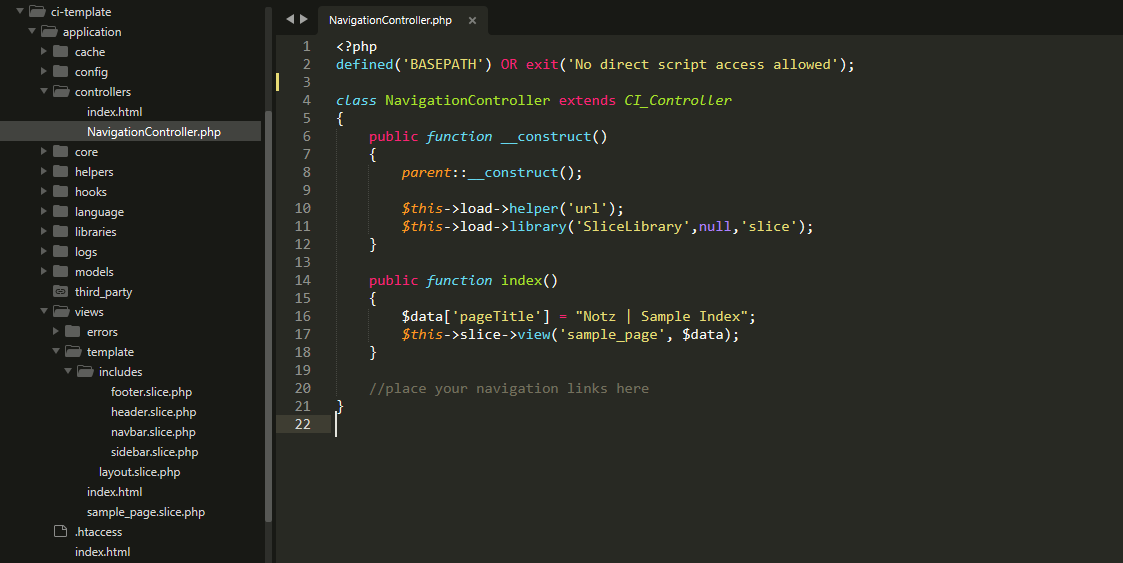 ci-template
application
cache
config
controllers
index.html
NavigationController.php
core
helpers
hooks
language
libraries
logs
models
third_party
views
errors
template
includes
footer.slice.php
header.slice.php
navbar.slice.php
sidebar.slice.php
layout.slice.php
index.html
sample_page.slice.php
.htaccess
index.html
NavigationController.php ×
1 <?php
2 defined('BASEPATH') OR exit('No direct script access allowed');
3
4 class NavigationController extends CI_Controller
5 {
6     public function __construct()
7     {
8         parent::__construct();
9
10         $this->load->helper('url');
11         $this->load->library('SliceLibrary',null,'slice');
12     }
13
14     public function index()
15     {
16         $data['pageTitle'] = "Notz | Sample Index";
17         $this->slice->view('sample_page', $data);
18     }
19
20     //place your navigation links here
21 }
22